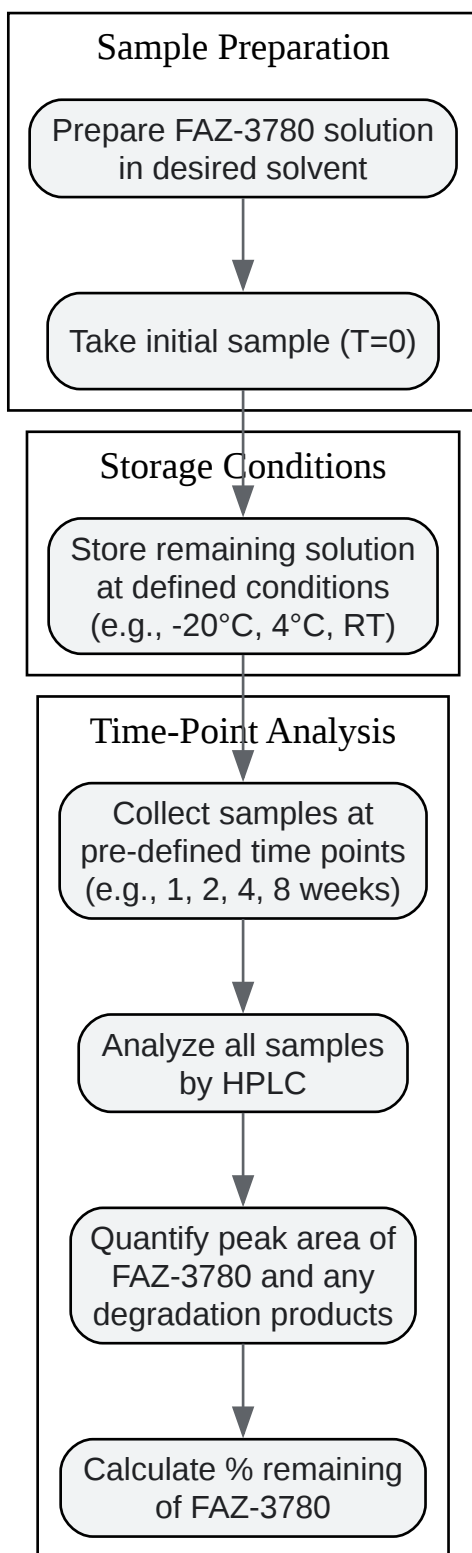 Sample Preparation
Prepare FAZ-3780 solution
in desired solvent
Take initial sample (T=0)
Storage Conditions
Store remaining solution
at defined conditions
(e.g., -20°C, 4°C, RT)
Time-Point Analysis
Collect samples at
pre-defined time points
(e.g., 1, 2, 4, 8 weeks)
Analyze all samples
by HPLC
Quantify peak area of
FAZ-3780 and any
degradation products
Calculate % remaining
of FAZ-3780